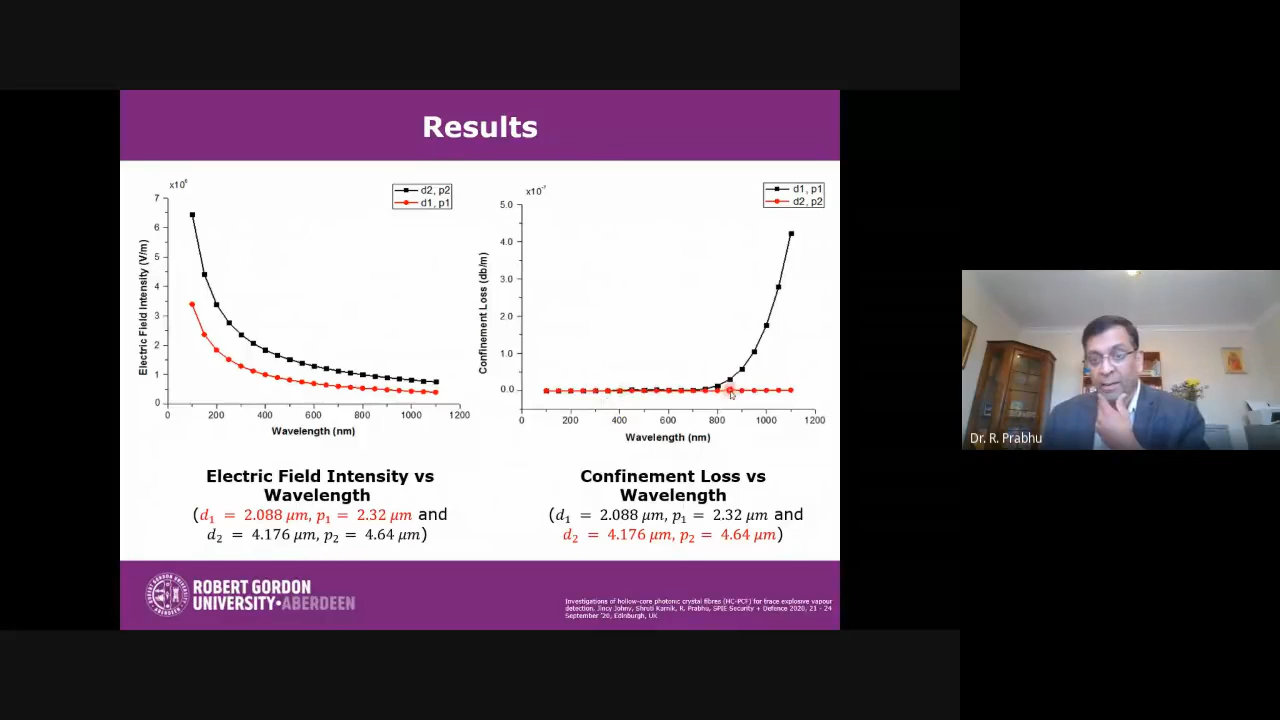 Results
x10⁶
7
6
5
4
3
2
1
0
0 200 400 600 800 1000 1200
Electric Field Intensity (V/m)
Wavelength (nm)
d2, p2
d1, p1
x10⁻⁷
5.0
4.0
3.0
2.0
1.0
0.0
0 200 400 600 800 1000 1200
Confinement Loss (db/m)
Wavelength (nm)
d1, p1
d2, p2
Electric Field Intensity vs
Wavelength
(d₁ = 2.088 μm, p₁ = 2.32 μm and
d₂ = 4.176 μm, p₂ = 4.64 μm)
Confinement Loss vs
Wavelength
(d₁ = 2.088 μm, p₁ = 2.32 μm and
d₂ = 4.176 μm, p₂ = 4.64 μm)
ROBERT GORDON
UNIVERSITY•ABERDEEN
Investigations of hollow-core photonic crystal fibres (HC-PCF) for trace explosive vapour
detection. Jincy Johny, Shruti Karnik, R. Prabhu, SPIE Security + Defence 2020, 21 - 24
September '20, Edinburgh, UK
Dr. R. Prabhu